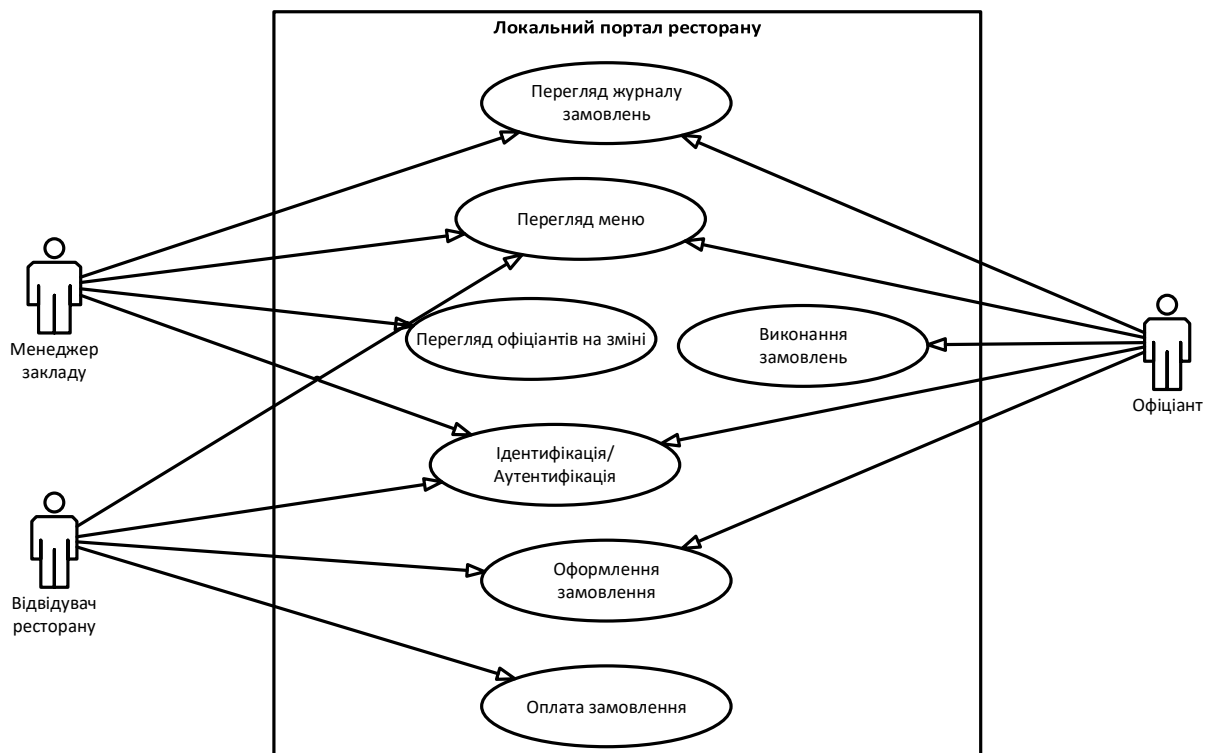 Локальний портал ресторану
Перегляд журналу
замовлень
Перегляд меню
Перегляд офіціантів на зміні
Виконання
замовлень
Менеджер
закладу
Офіціант
Ідентифікація/
Аутентифікація
Оформлення
замовлення
Відвідувач
ресторану
Оплата замовлення